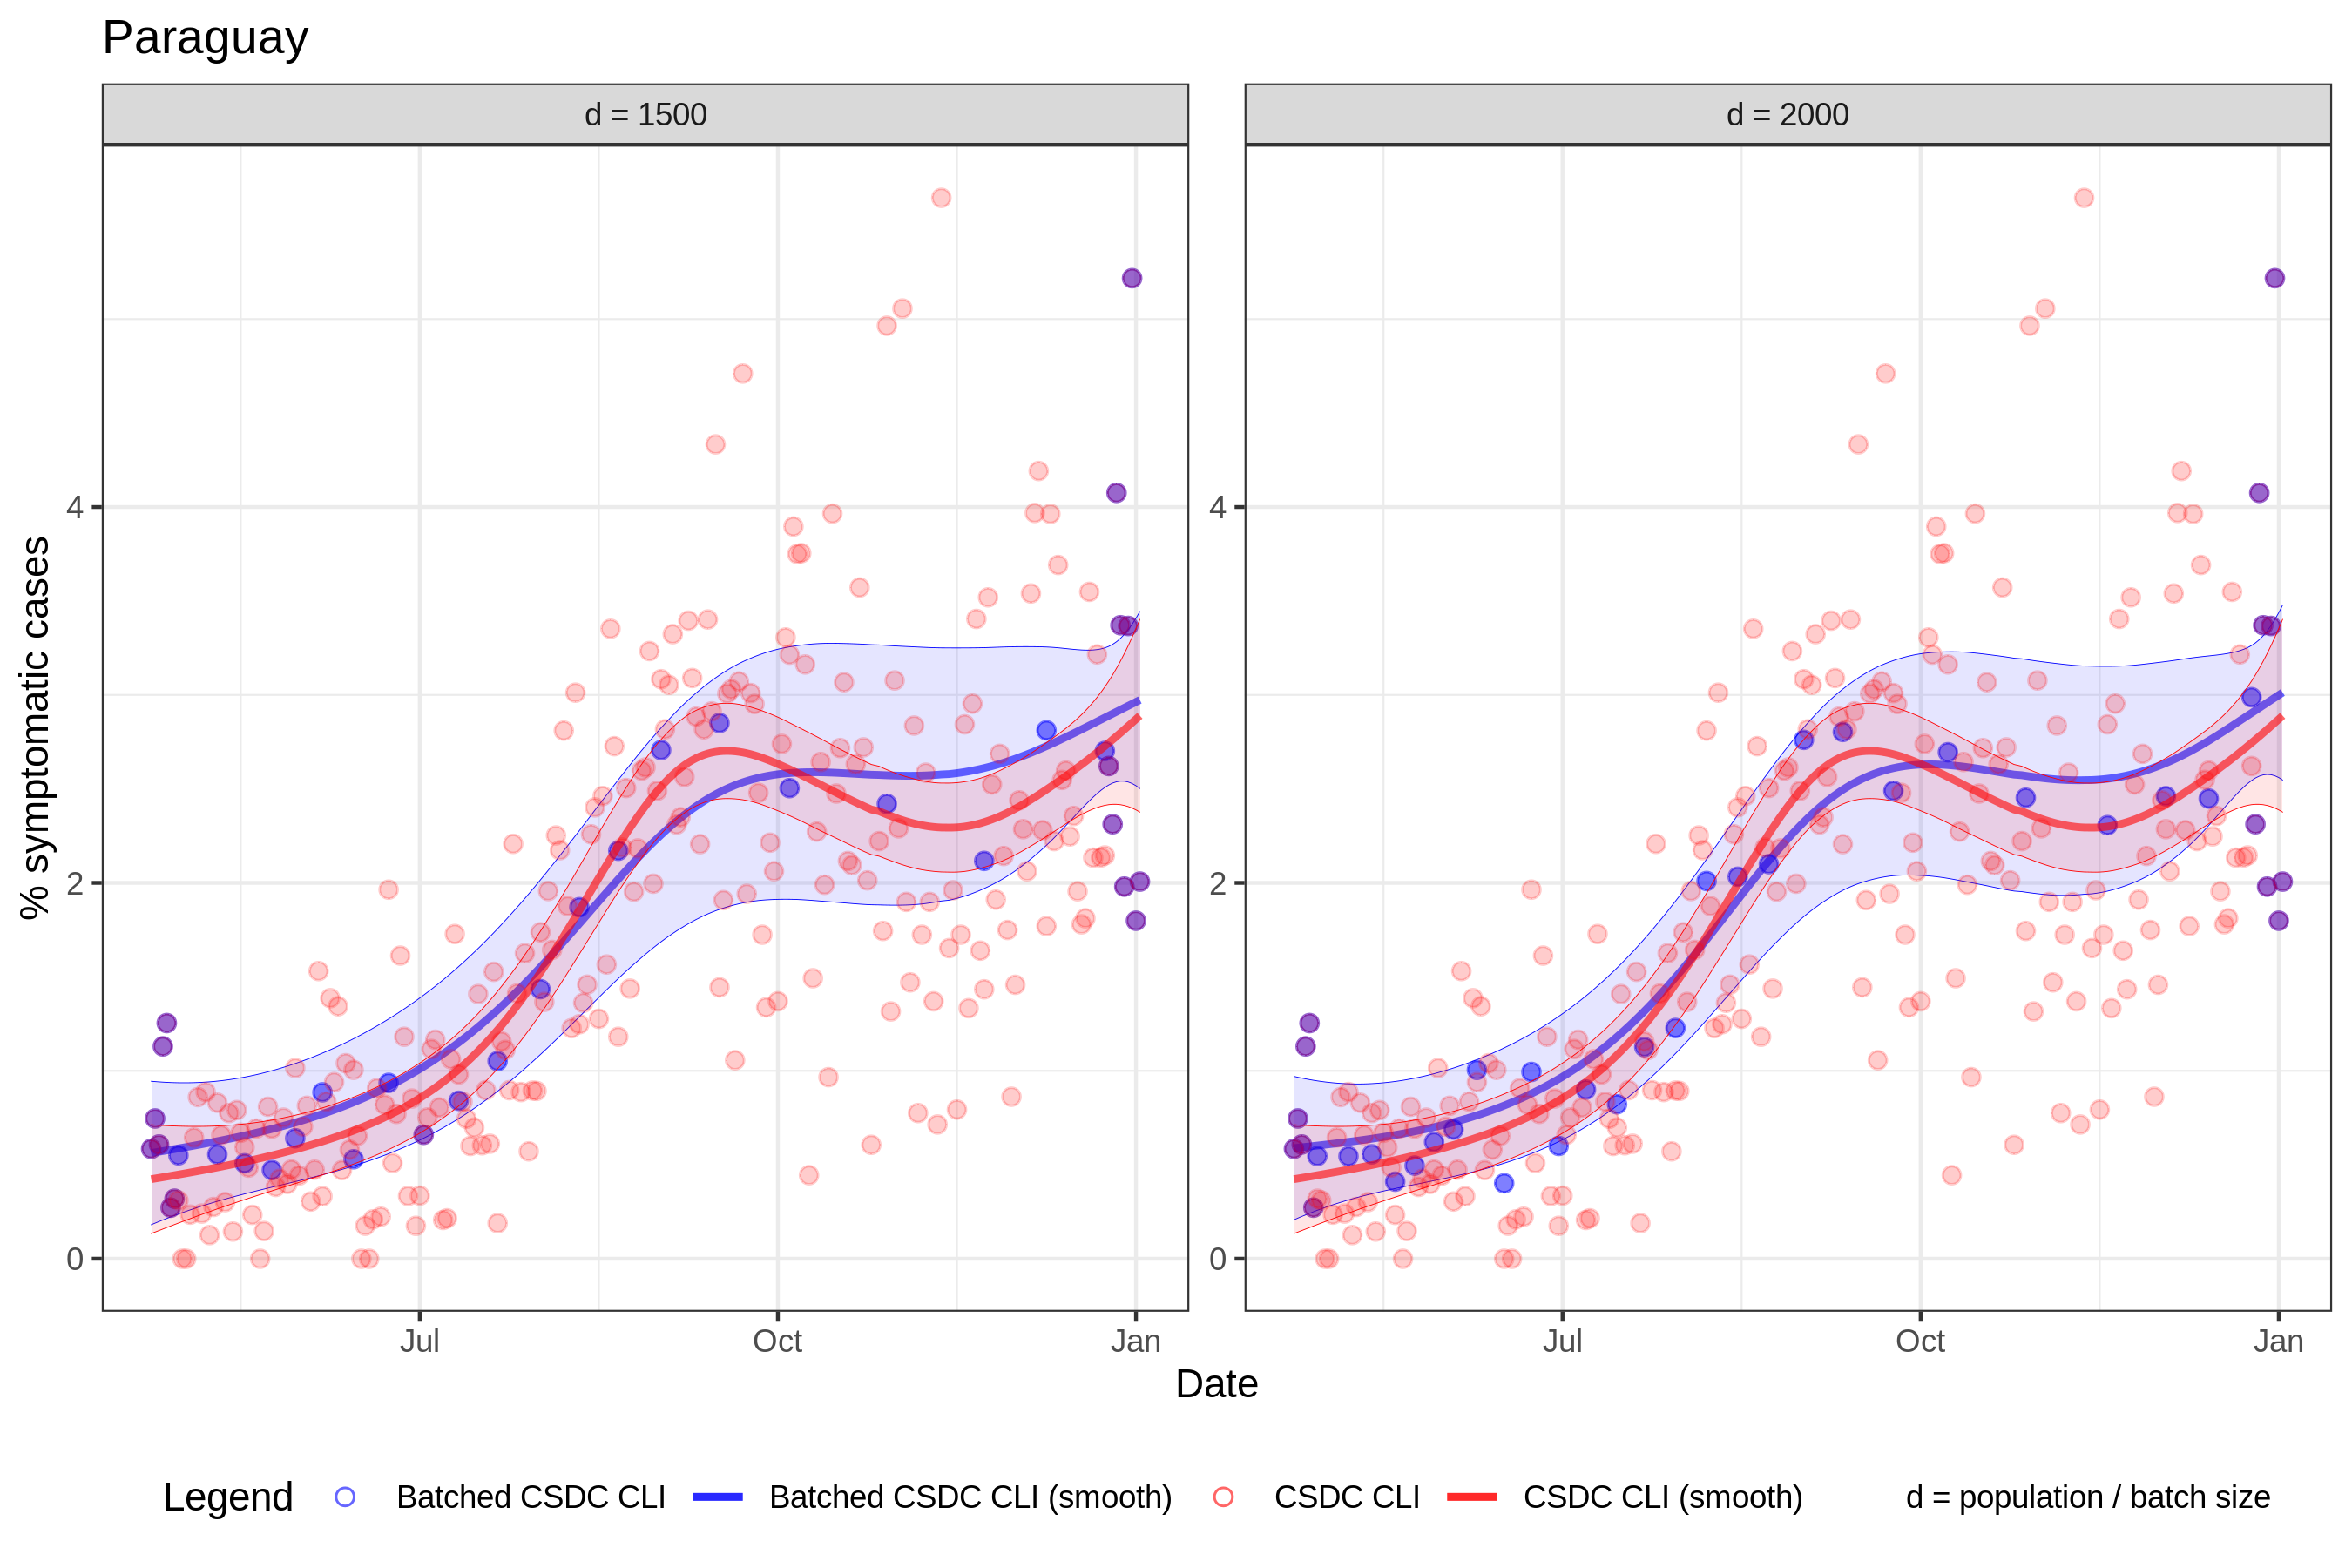 Paraguay
d = 1500
d = 2000
% symptomatic cases
4
2
0
4
2
0
Jul
Oct
Jan
Jul
Oct
Jan
Date
Legend
Batched CSDC CLI
Batched CSDC CLI (smooth)
CSDC CLI
CSDC CLI (smooth)
d = population / batch size